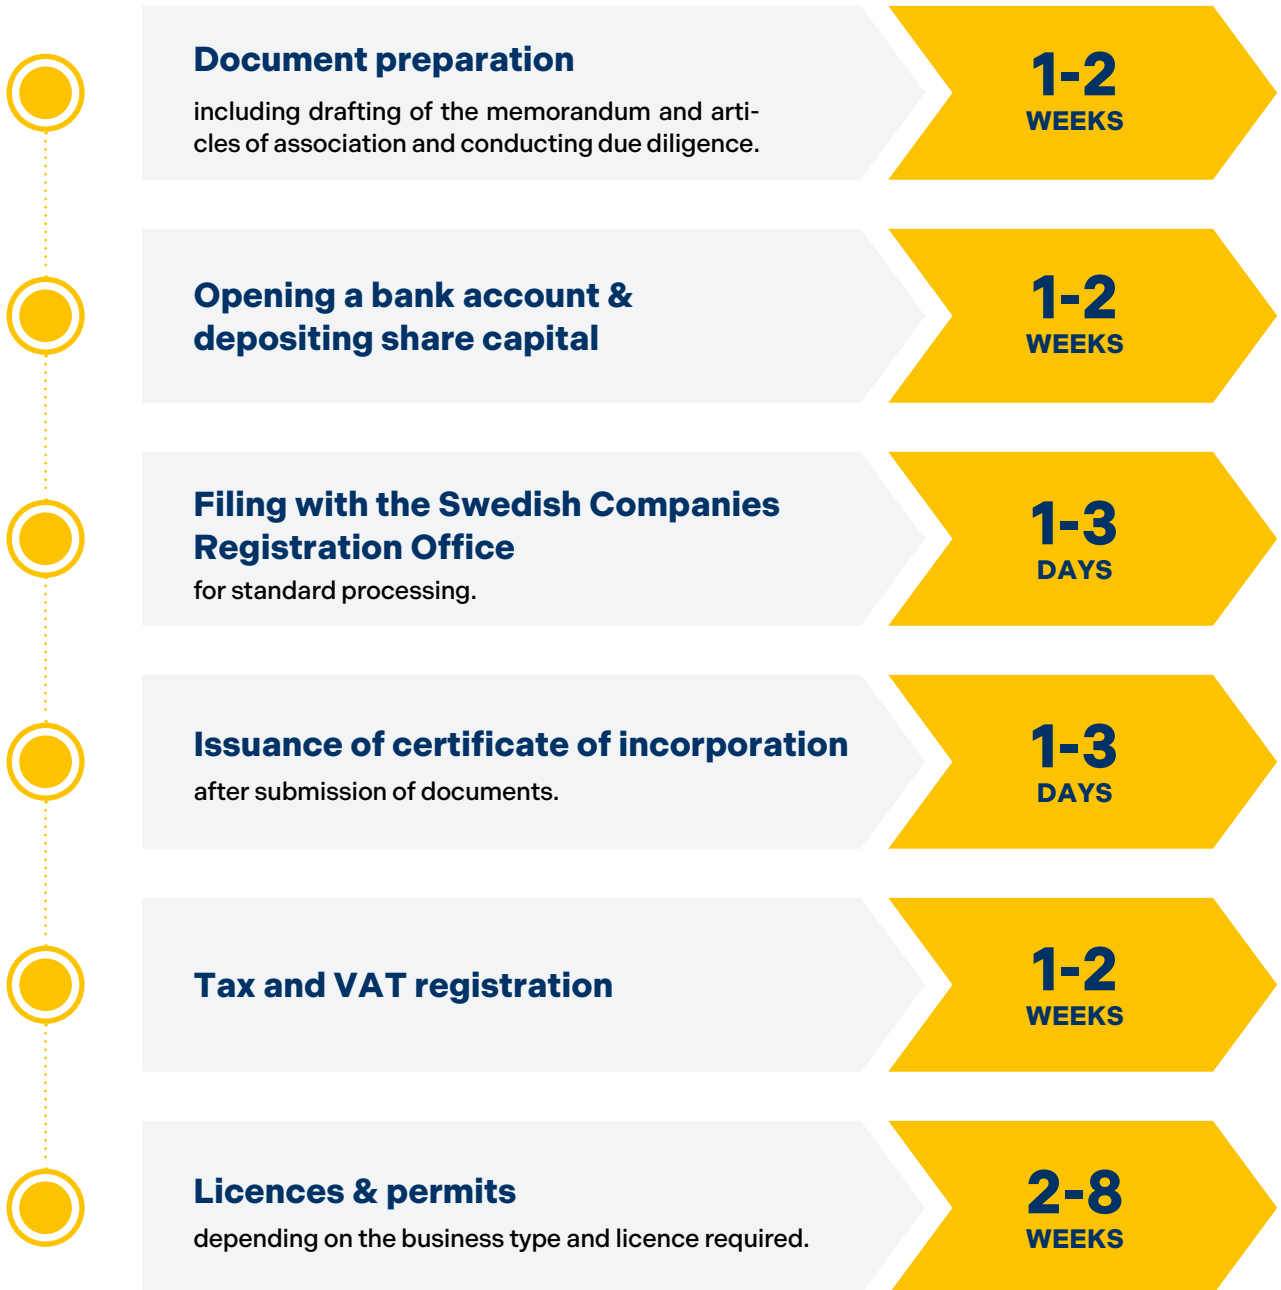 Document preparation
including drafting of the memorandum and arti-
cles of association and conducting due diligence.
1-2
WEEKS
Opening a bank account &
depositing share capital
1-2
WEEKS
Filing with the Swedish Companies
Registration Office
for standard processing.
1-3
DAYS
Issuance of certificate of incorporation
after submission of documents.
1-3
DAYS
Tax and VAT registration
1-2
WEEKS
Licences & permits
depending on the business type and licence required.
2-8
WEEKS